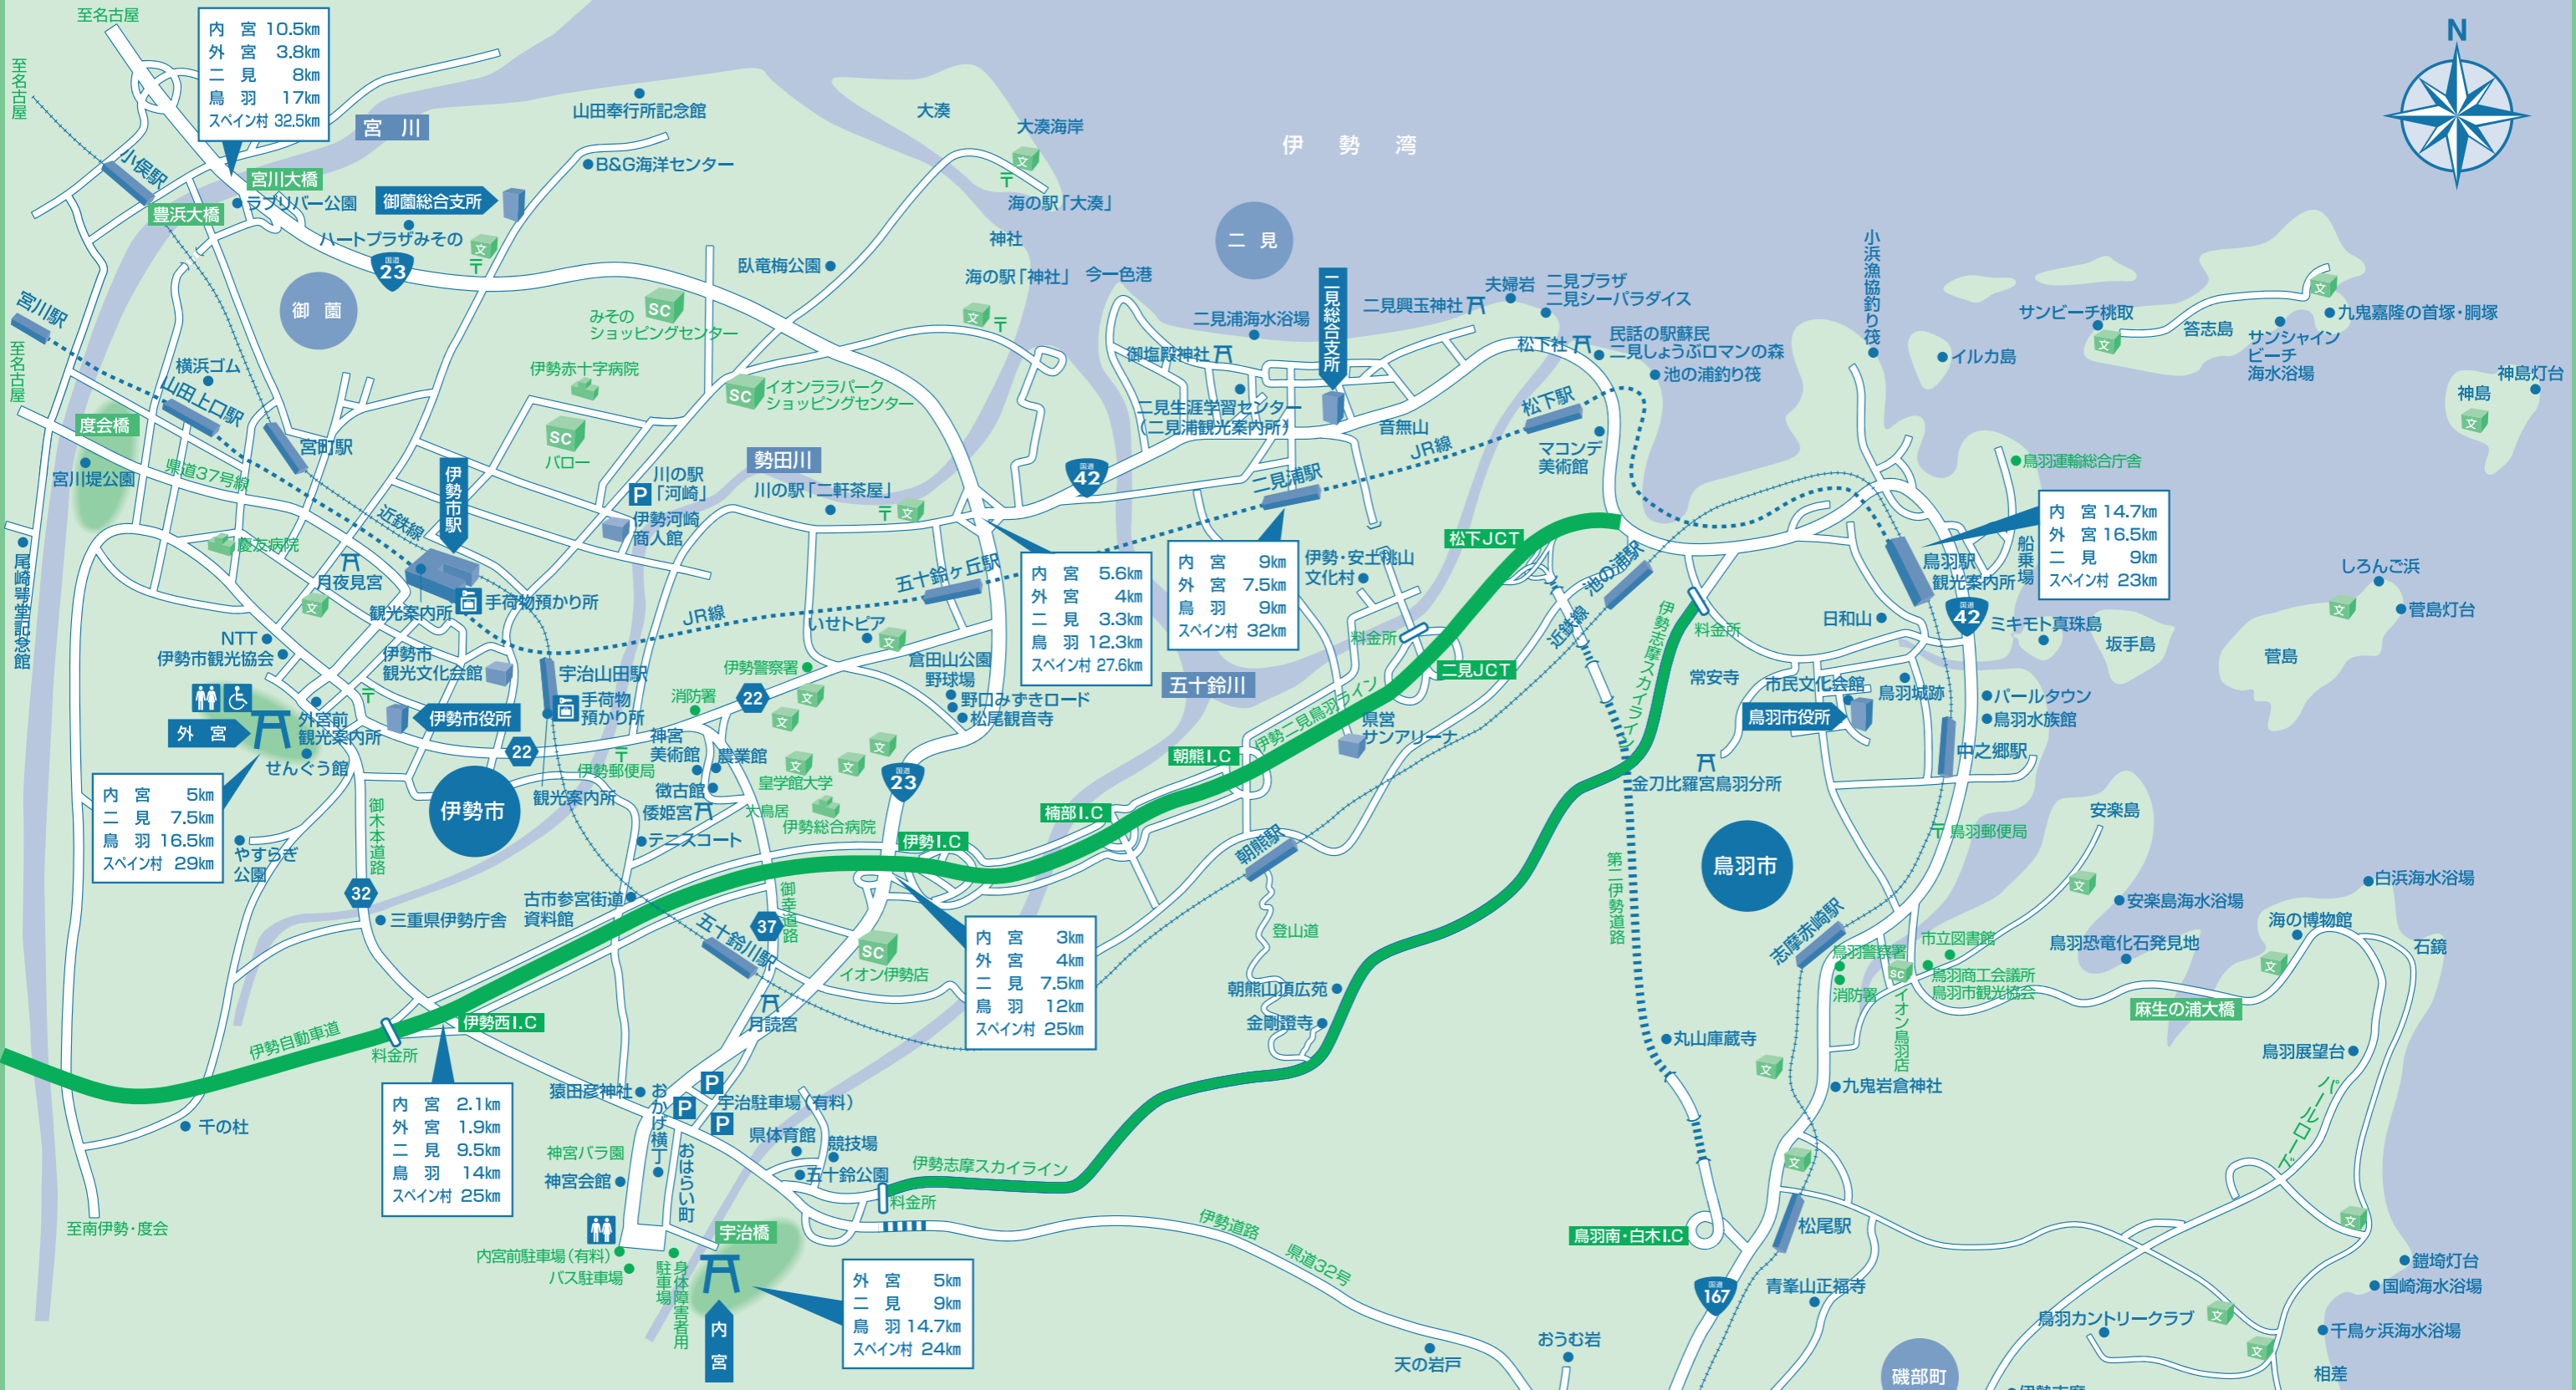 至名古屋
至名古屋
内宮 10.5km
外宮 3.8km
二見 8km
鳥羽 17km
スペイン村 32.5km
宮川
山田奉行所記念館
B&G海洋センター
大湊
大湊海岸
〒
海の駅「大湊」
伊勢湾
N
小俣駅
宮川大橋
豊浜大橋
ラブリバー公園
御薗総合支所
ハートプラザみその
国道
23
文
〒
神社
海の駅「神社」
今一色港
臥竜梅公園
二見
御薗
みその
ショッピングセンター
SC
文
〒
二見浦海水浴場
二見総合支所
二見興玉神社
夫婦岩
二見プラザ
二見シーパラダイス
御塩殿神社
松下社
民話の駅蘇民
二見しょうぶロマンの森
池の浦釣り筏
小浜漁協釣り筏
イルカ島
サンビーチ桃取
答志島
サンシャイン
ビーチ
海水浴場
九鬼嘉隆の首塚・胴塚
神島
神島灯台
宮川駅
至名古屋
横浜ゴム
山田上口駅
伊勢赤十字病院
SC
イオンララパーク
ショッピングセンター
SC
バロー
度会橋
宮川堤公園
県道37号線
宮町駅
伊勢市駅
近鉄線
勢田川
川の駅
「河崎」
P
川の駅「二軒茶屋」
〒
文
伊勢河崎
商人館
国道
42
二見生涯学習センター
(二見浦観光案内所)
音無山
松下駅
JR線
マコンデ
美術館
二見浦駅
鳥羽運輸総合庁舎
尾崎咢堂記念館
慶友病院
月夜見宮
文
観光案内所
手荷物預かり所
五十鈴ヶ丘駅
JR線
いせトピア
内宮 5.6km
外宮 4km
二見 3.3km
鳥羽 12.3km
スペイン村 27.6km
内宮 9km
外宮 7.5km
鳥羽 9km
スペイン村 32km
伊勢・安土桃山
文化村
松下JCT
池の浦駅
近鉄線
伊勢志摩スカイライン
料金所
料金所
二見JCT
内宮 14.7km
外宮 16.5km
二見 9km
スペイン村 23km
鳥羽駅
観光案内所
船乗場
国道
42
日和山
ミキモト真珠島
坂手島
しろんご浜
菅島灯台
菅島
NTT
伊勢市観光協会
伊勢市
観光文化会館
宇治山田駅
手荷物
預かり所
伊勢警察署
消防署
22
倉田山公園
野球場
野口みずきロード
松尾観音寺
五十鈴川
伊勢二見鳥羽ライン
県営
サンアリーナ
朝熊I.C
常安寺
市民文化会館
鳥羽城跡
鳥羽市役所
パールタウン
鳥羽水族館
中之郷駅
金刀比羅宮鳥羽分所
外宮
外宮前
観光案内所
せんぐう館
〒
伊勢市役所
22
伊勢市
観光案内所
〒
伊勢郵便局
神宮
美術館
農業館
徴古館
倭姫宮
テニスコート
皇学館大学
大鳥居
伊勢総合病院
国道
23
伊勢I.C
楠部I.C
朝熊駅
内宮 5km
二見 7.5km
鳥羽 16.5km
スペイン村 29km
やすらぎ
公園
御木本道路
32
三重県伊勢庁舎
古市参宮街道
資料館
御幸道路
37
五十鈴川駅
月読宮
SC
イオン伊勢店
内宮 3km
外宮 4km
二見 7.5km
鳥羽 12km
スペイン村 25km
登山道
朝熊山頂広苑
金剛證寺
第二伊勢道路
鳥羽市
〒鳥羽郵便局
安楽島
文
安楽島海水浴場
白浜海水浴場
海の博物館
石鏡
志摩赤崎駅
鳥羽警察署
消防署
SC
イオン鳥羽店
市立図書館
鳥羽商工会議所
鳥羽市観光協会
鳥羽恐竜化石発見地
麻生の浦大橋
鳥羽展望台
パールロード
丸山庫蔵寺
九鬼岩倉神社
伊勢自動車道
料金所
伊勢西I.C
内宮 2.1km
外宮 1.9km
二見 9.5km
鳥羽 14km
スペイン村 25km
千の杜
至南伊勢・度会
猿田彦神社
おかげ横丁
おはらい町
P
P
P
宇治駐車場(有料)
県体育館
競技場
五十鈴公園
神宮バラ園
神宮会館
内宮前駐車場(有料)
バス駐車場
身体障害者用
駐車場
宇治橋
内宮
料金所
伊勢志摩スカイライン
伊勢道路
県道32号
外宮 5km
二見 9km
鳥羽 14.7km
スペイン村 24km
天の岩戸
おうむ岩
鳥羽南・白木I.C
松尾駅
国道
167
青峯山正福寺
磯部町
鳥羽カントリークラブ
鎧埼灯台
国崎海水浴場
千鳥ヶ浜海水浴場
相差